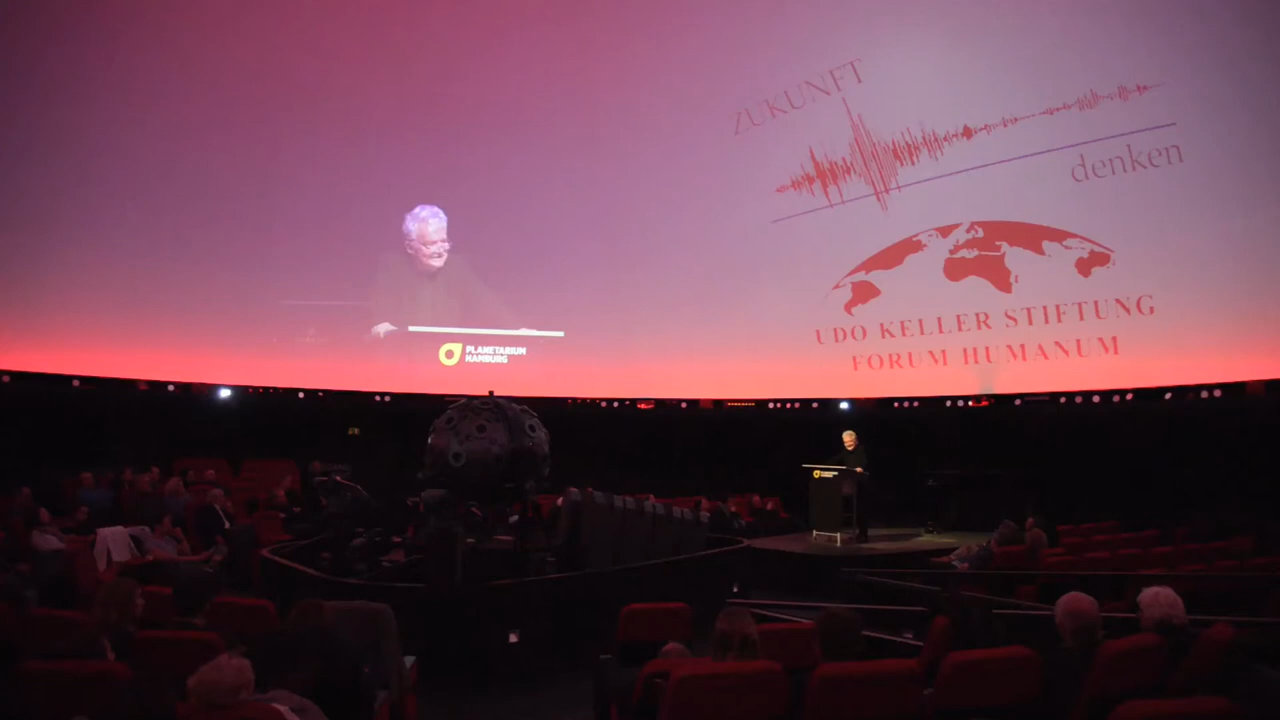 ZUKUNFT
denken
UDO KELLER STIFTUNG
FORUM HUMANUM
PLANETARIUM
HAMBURG